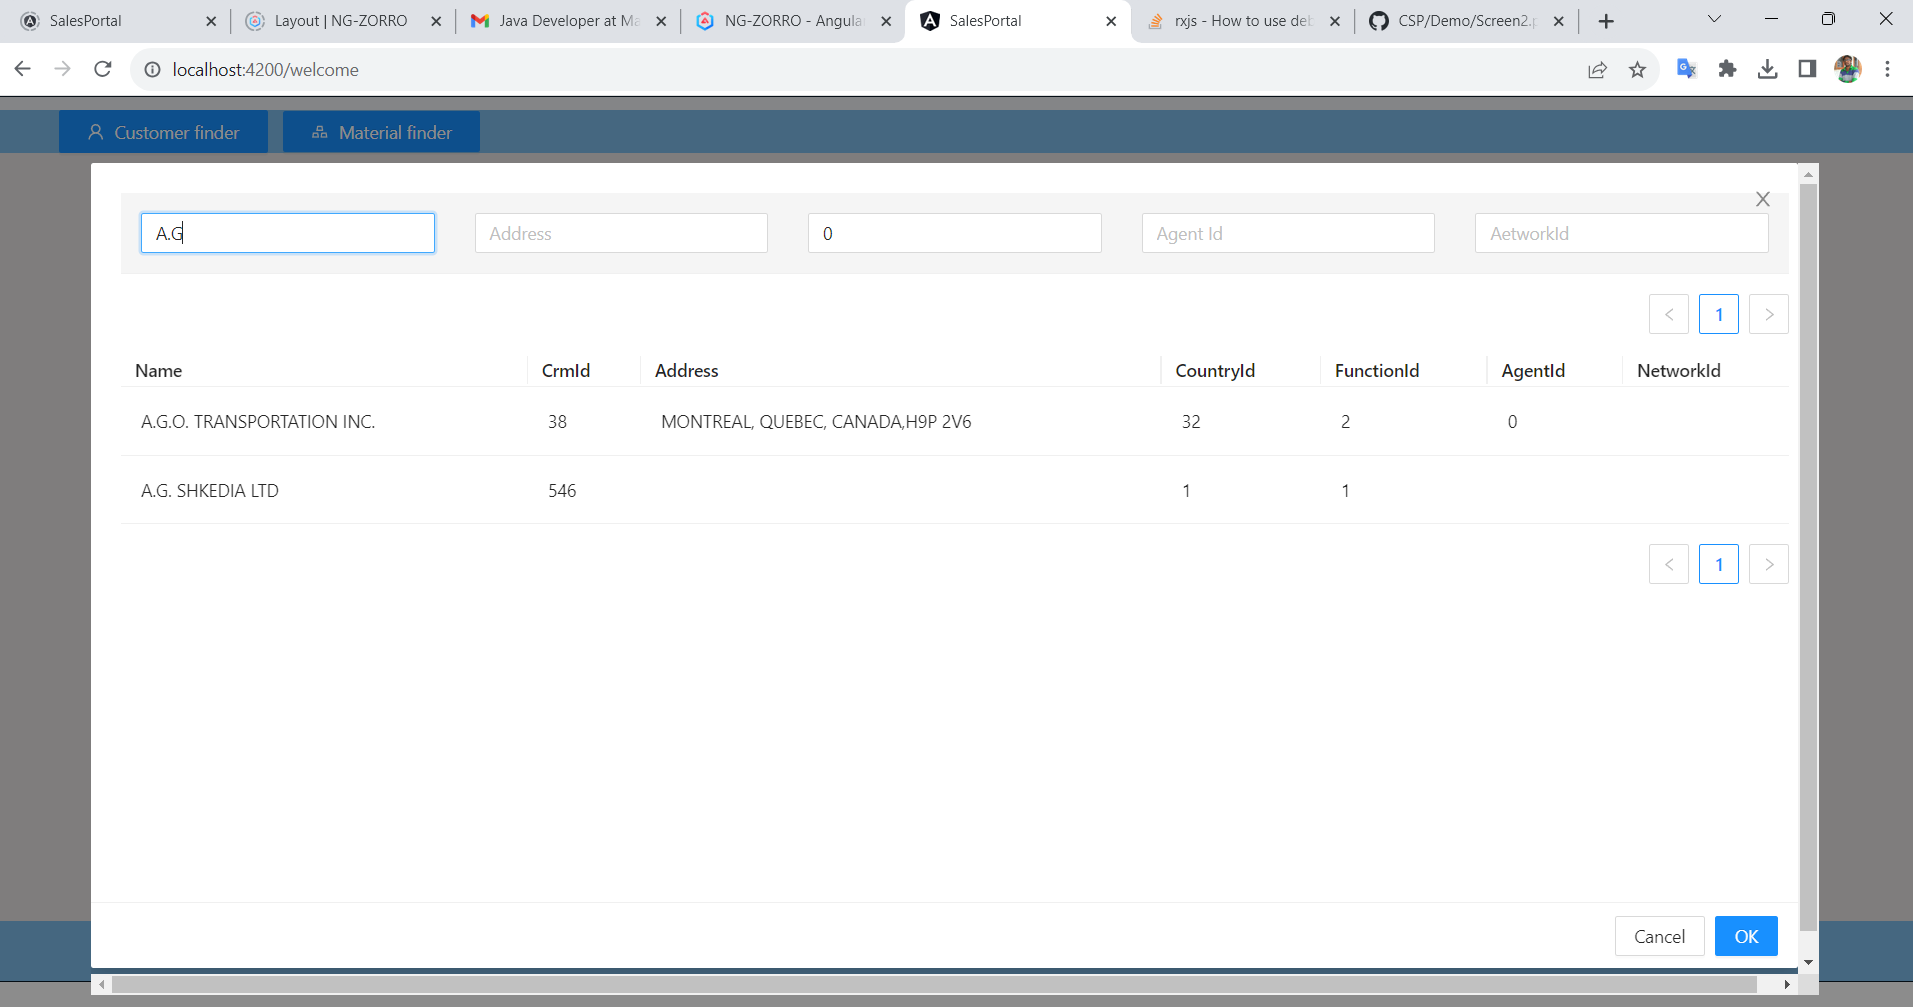 SalesPortal
Layout | NG-ZORRO
Java Developer at Ma
NG-ZORRO - Angula
SalesPortal
rxjs - How to use deb
CSP/Demo/Screen2.p
localhost:4200/welcome
Customer finder
Material finder
A.G
Address
0
Agent Id
AetworkId
< 1 >
Name CrmId Address CountryId FunctionId AgentId NetworkId
A.G.O. TRANSPORTATION INC. 38 MONTREAL, QUEBEC, CANADA,H9P 2V6 32 2 0
A.G. SHKEDIA LTD 546 1 1
< 1 >
Cancel
OK